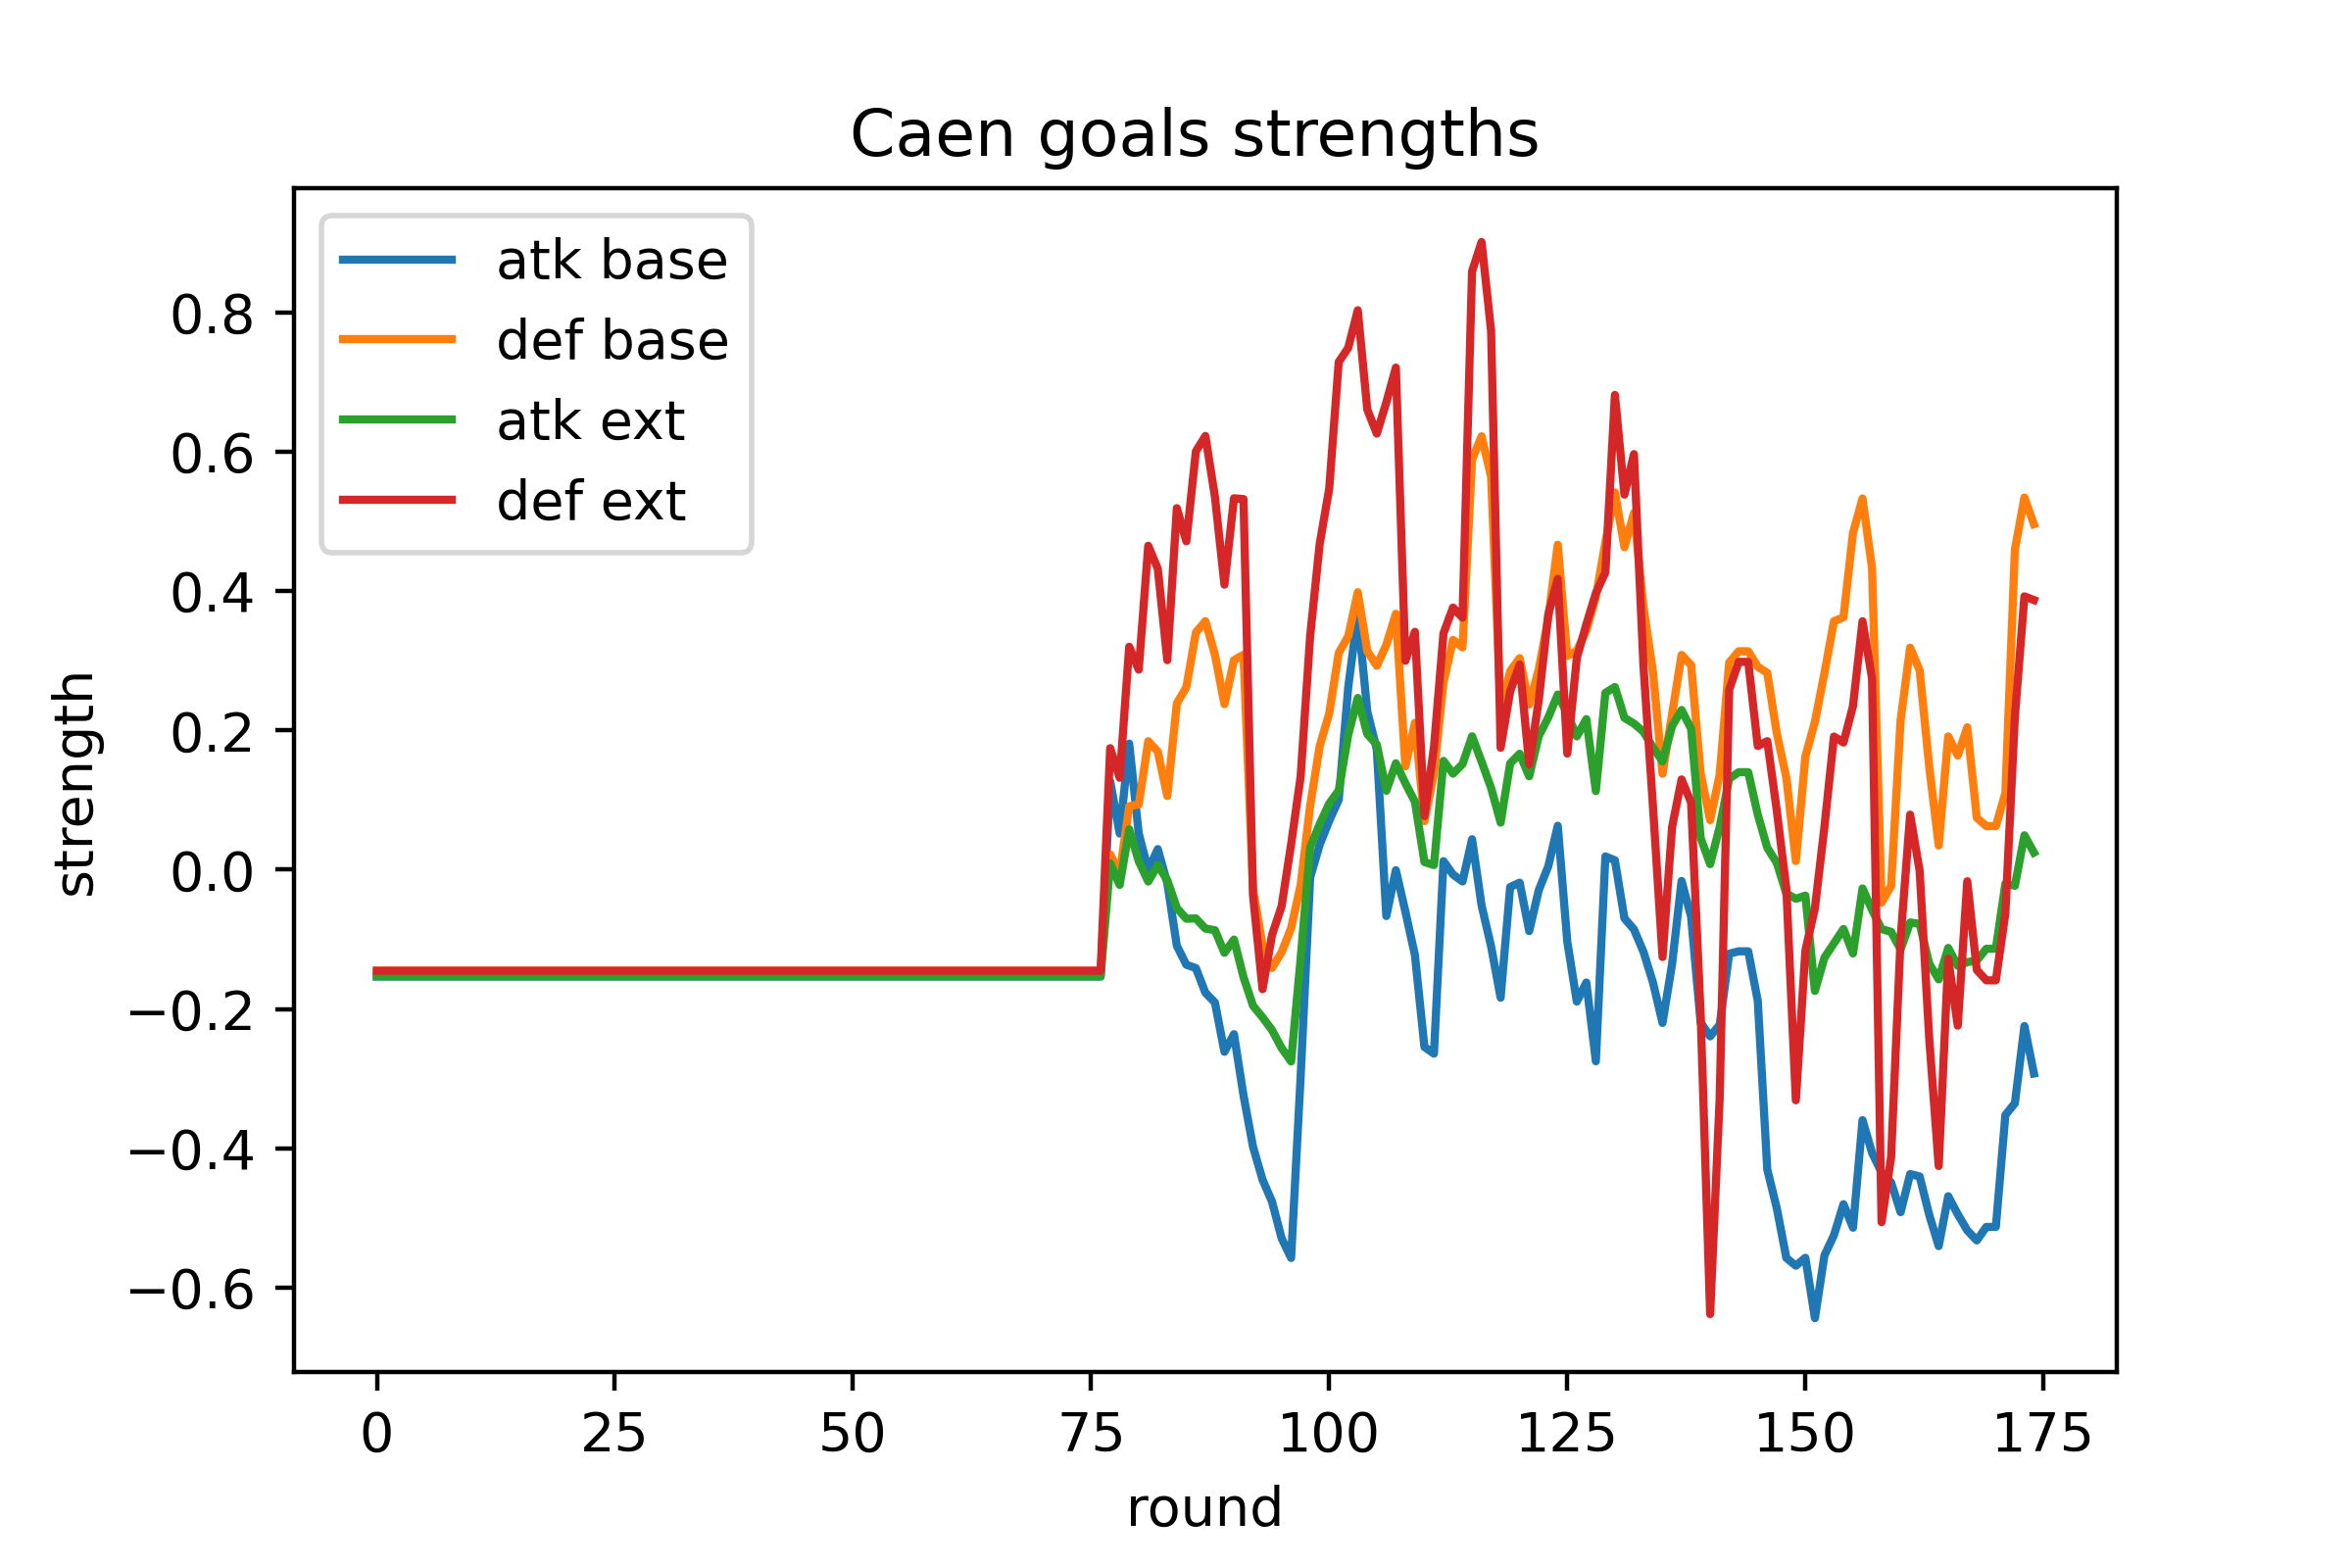 Caen goals strengths
atk base
def base
atk ext
def ext
strength
0.8
0.6
0.4
0.2
0.0
−0.2
−0.4
−0.6
0 25 50 75 100 125 150 175
round